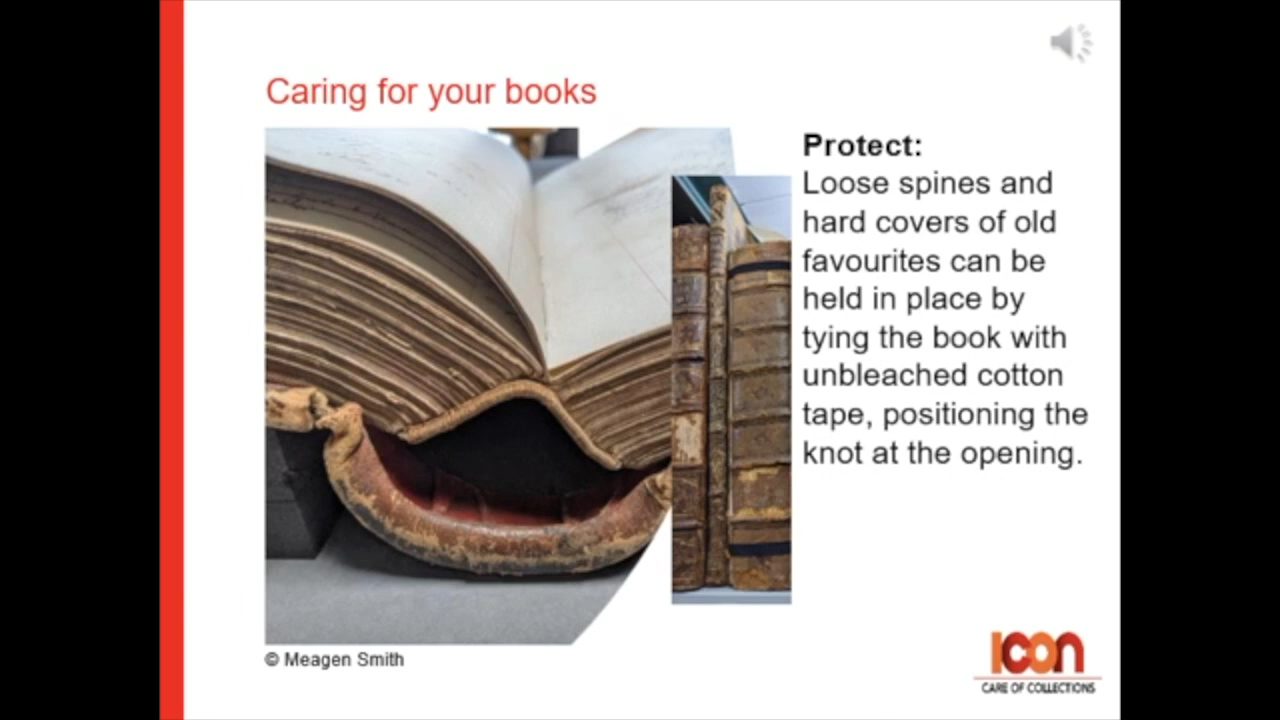 Caring for your books
Protect:
Loose spines and
hard covers of old
favourites can be
held in place by
tying the book with
unbleached cotton
tape, positioning the
knot at the opening.
© Meagen Smith
icon
CARE OF COLLECTIONS